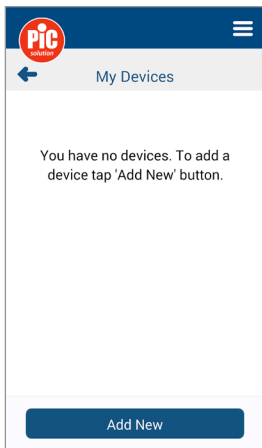 PiC
solution
My Devices
You have no devices. To add a
device tap 'Add New' button.
Add New